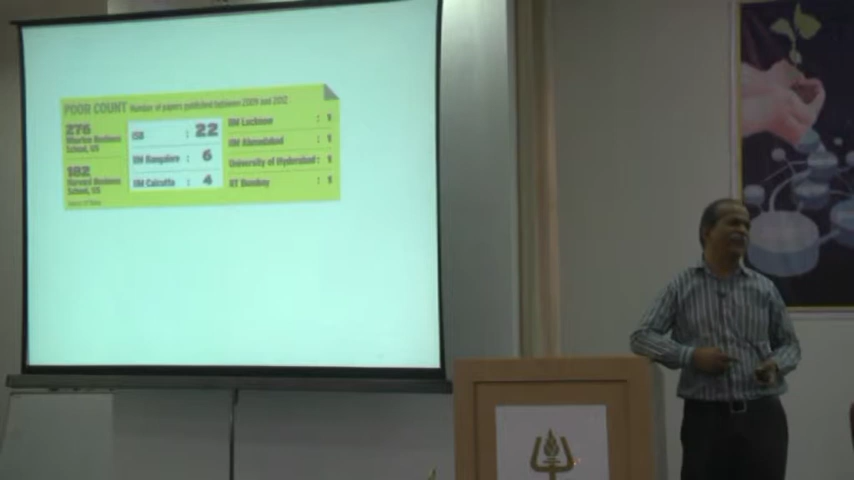 POOR COUNT Number of papers published between 2009 and 2012
276
Wharton Business
School, US
182
Harvard Business
School, US
ISB : 22
IIM Bangalore : 6
IIM Calcutta : 4
IIM Lucknow : 1
IIM Ahmedabad : 1
University of Hyderabad : 1
IIT Bombay : 1